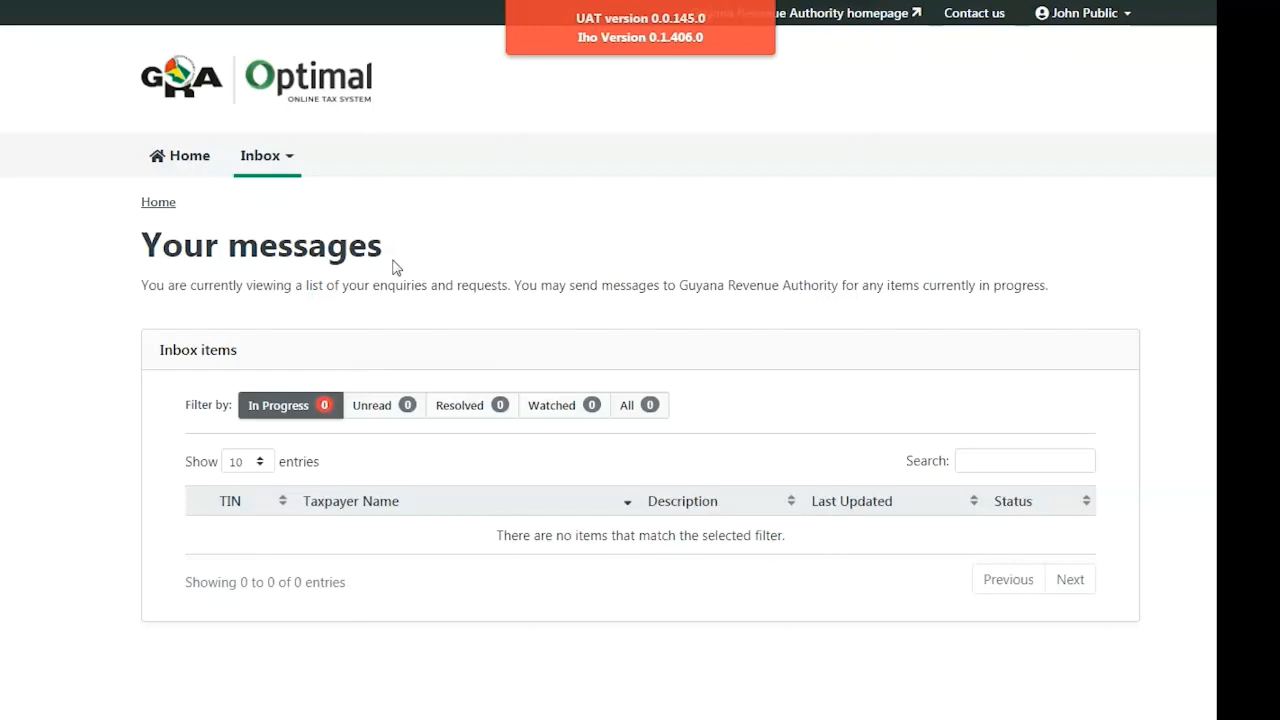 UAT version 0.0.145.0
Iho Version 0.1.406.0
Revenue Authority homepage
Contact us
John Public
GRA
Optimal
ONLINE TAX SYSTEM
Home
Inbox
Home
Your messages
You are currently viewing a list of your enquiries and requests. You may send messages to Guyana Revenue Authority for any items currently in progress.
Inbox items
Filter by: In Progress 0 Unread 0 Resolved 0 Watched 0 All 0
Show 10 entries
Search:
TIN Taxpayer Name Description Last Updated Status
There are no items that match the selected filter.
Showing 0 to 0 of 0 entries
Previous Next